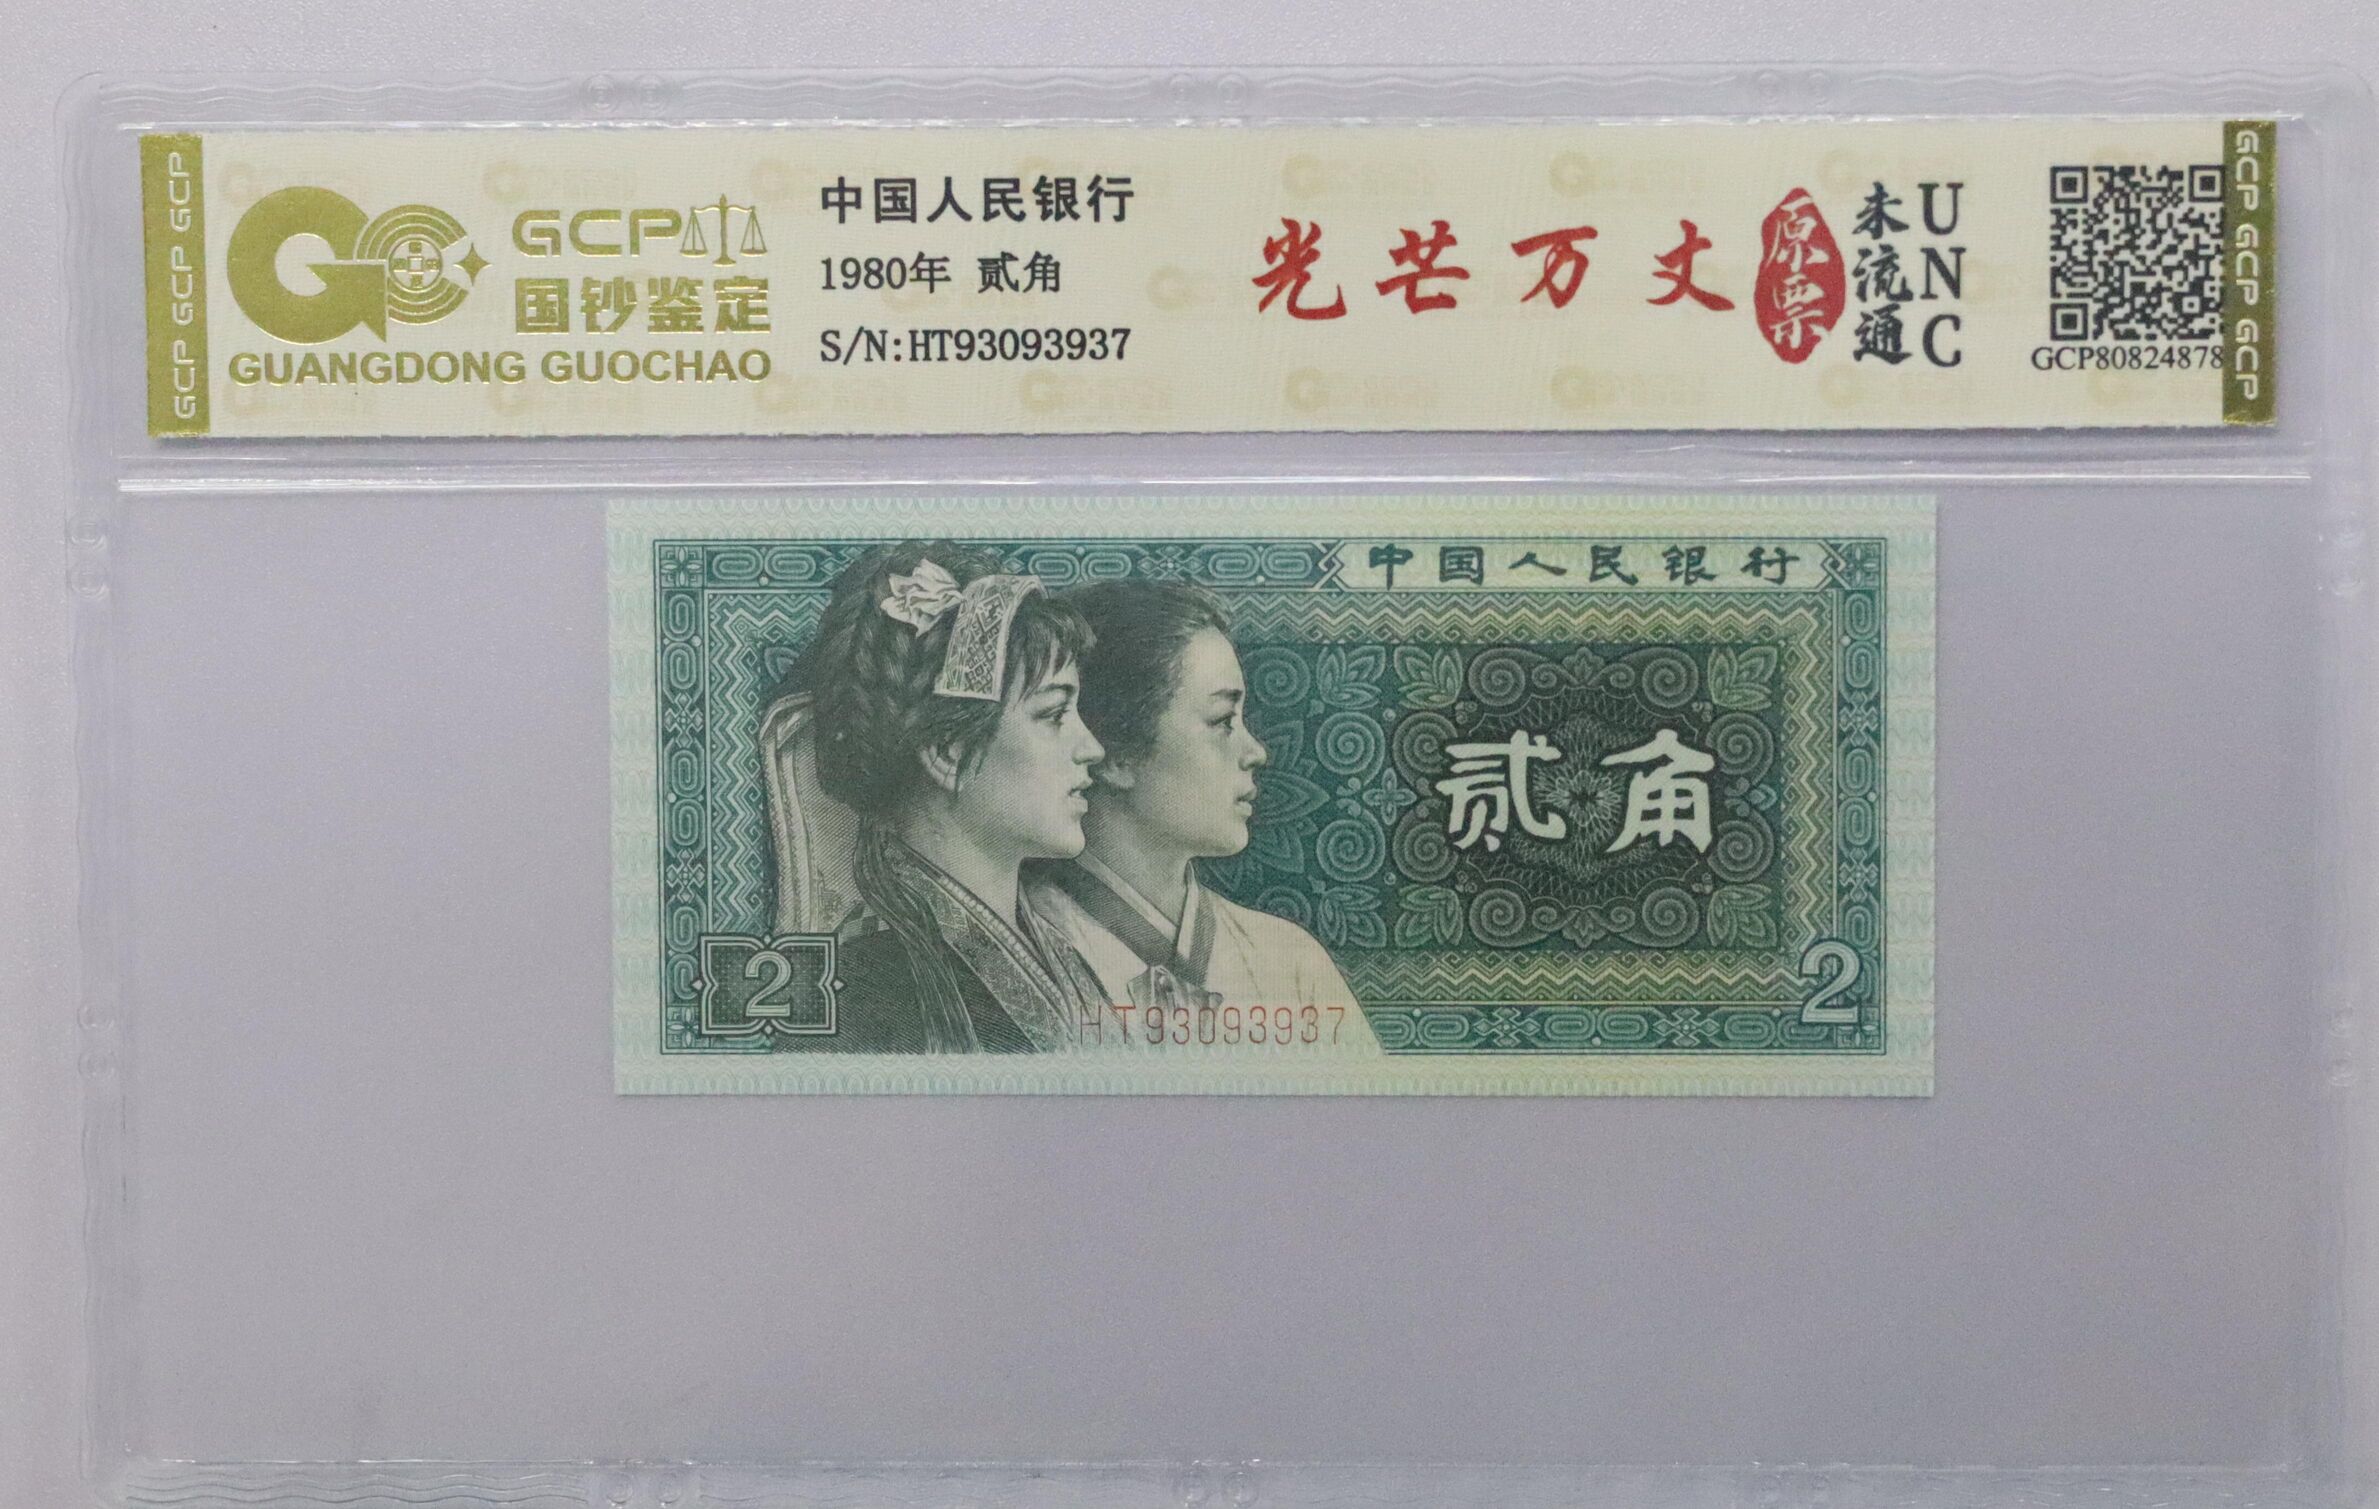 GCP GCP GCP
GCP
国钞鉴定
GUANGDONG GUOCHAO
中国人民银行
1980年 贰角
S/N:HT93093937
光芒万丈
原票
未流通
UNC
GCP80824878
GCP GCP GCP
中国人民银行
贰角
2
2
HT93093937